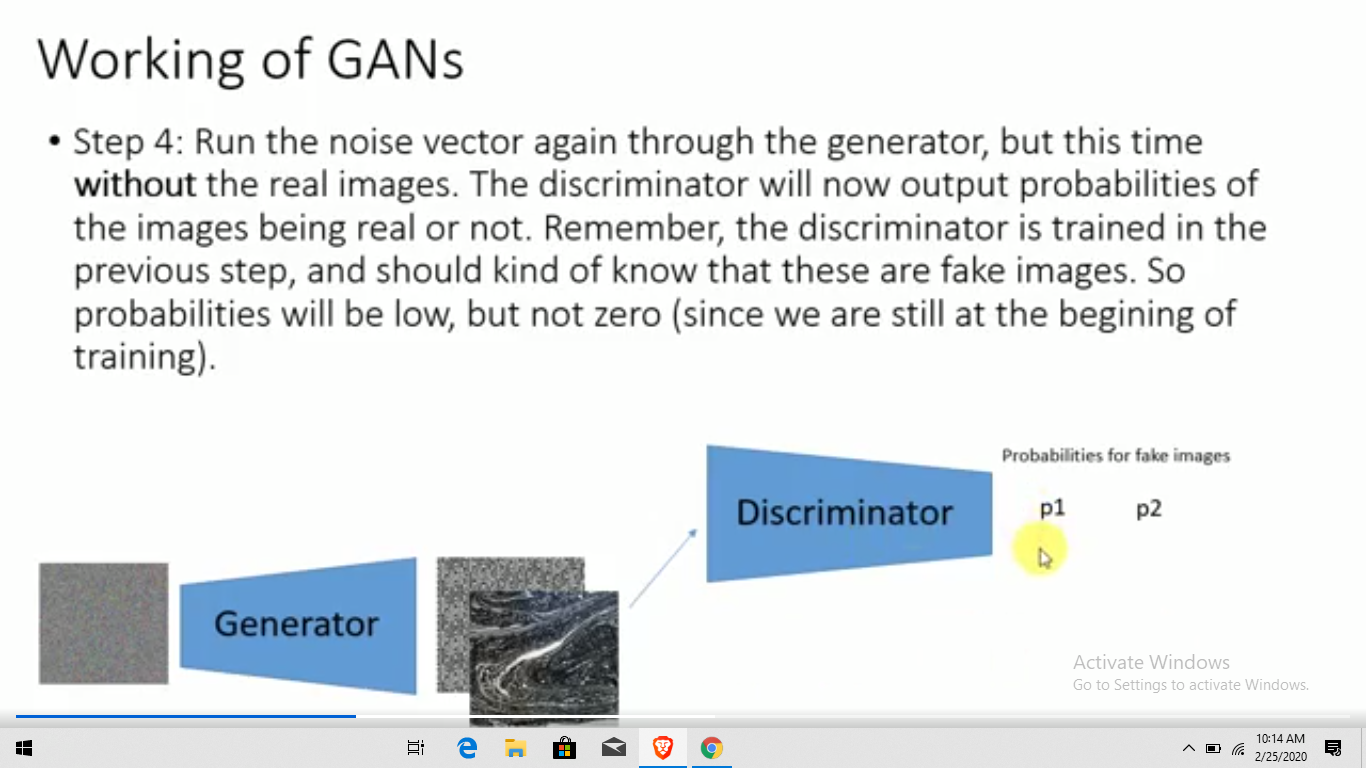 Working of GANs
• Step 4: Run the noise vector again through the generator, but this time
without the real images. The discriminator will now output probabilities of
the images being real or not. Remember, the discriminator is trained in the
previous step, and should kind of know that these are fake images. So
probabilities will be low, but not zero (since we are still at the begining of
training).
Probabilities for fake images
Discriminator
p1 p2
Generator
Activate Windows
Go to Settings to activate Windows.
10:14 AM
2/25/2020